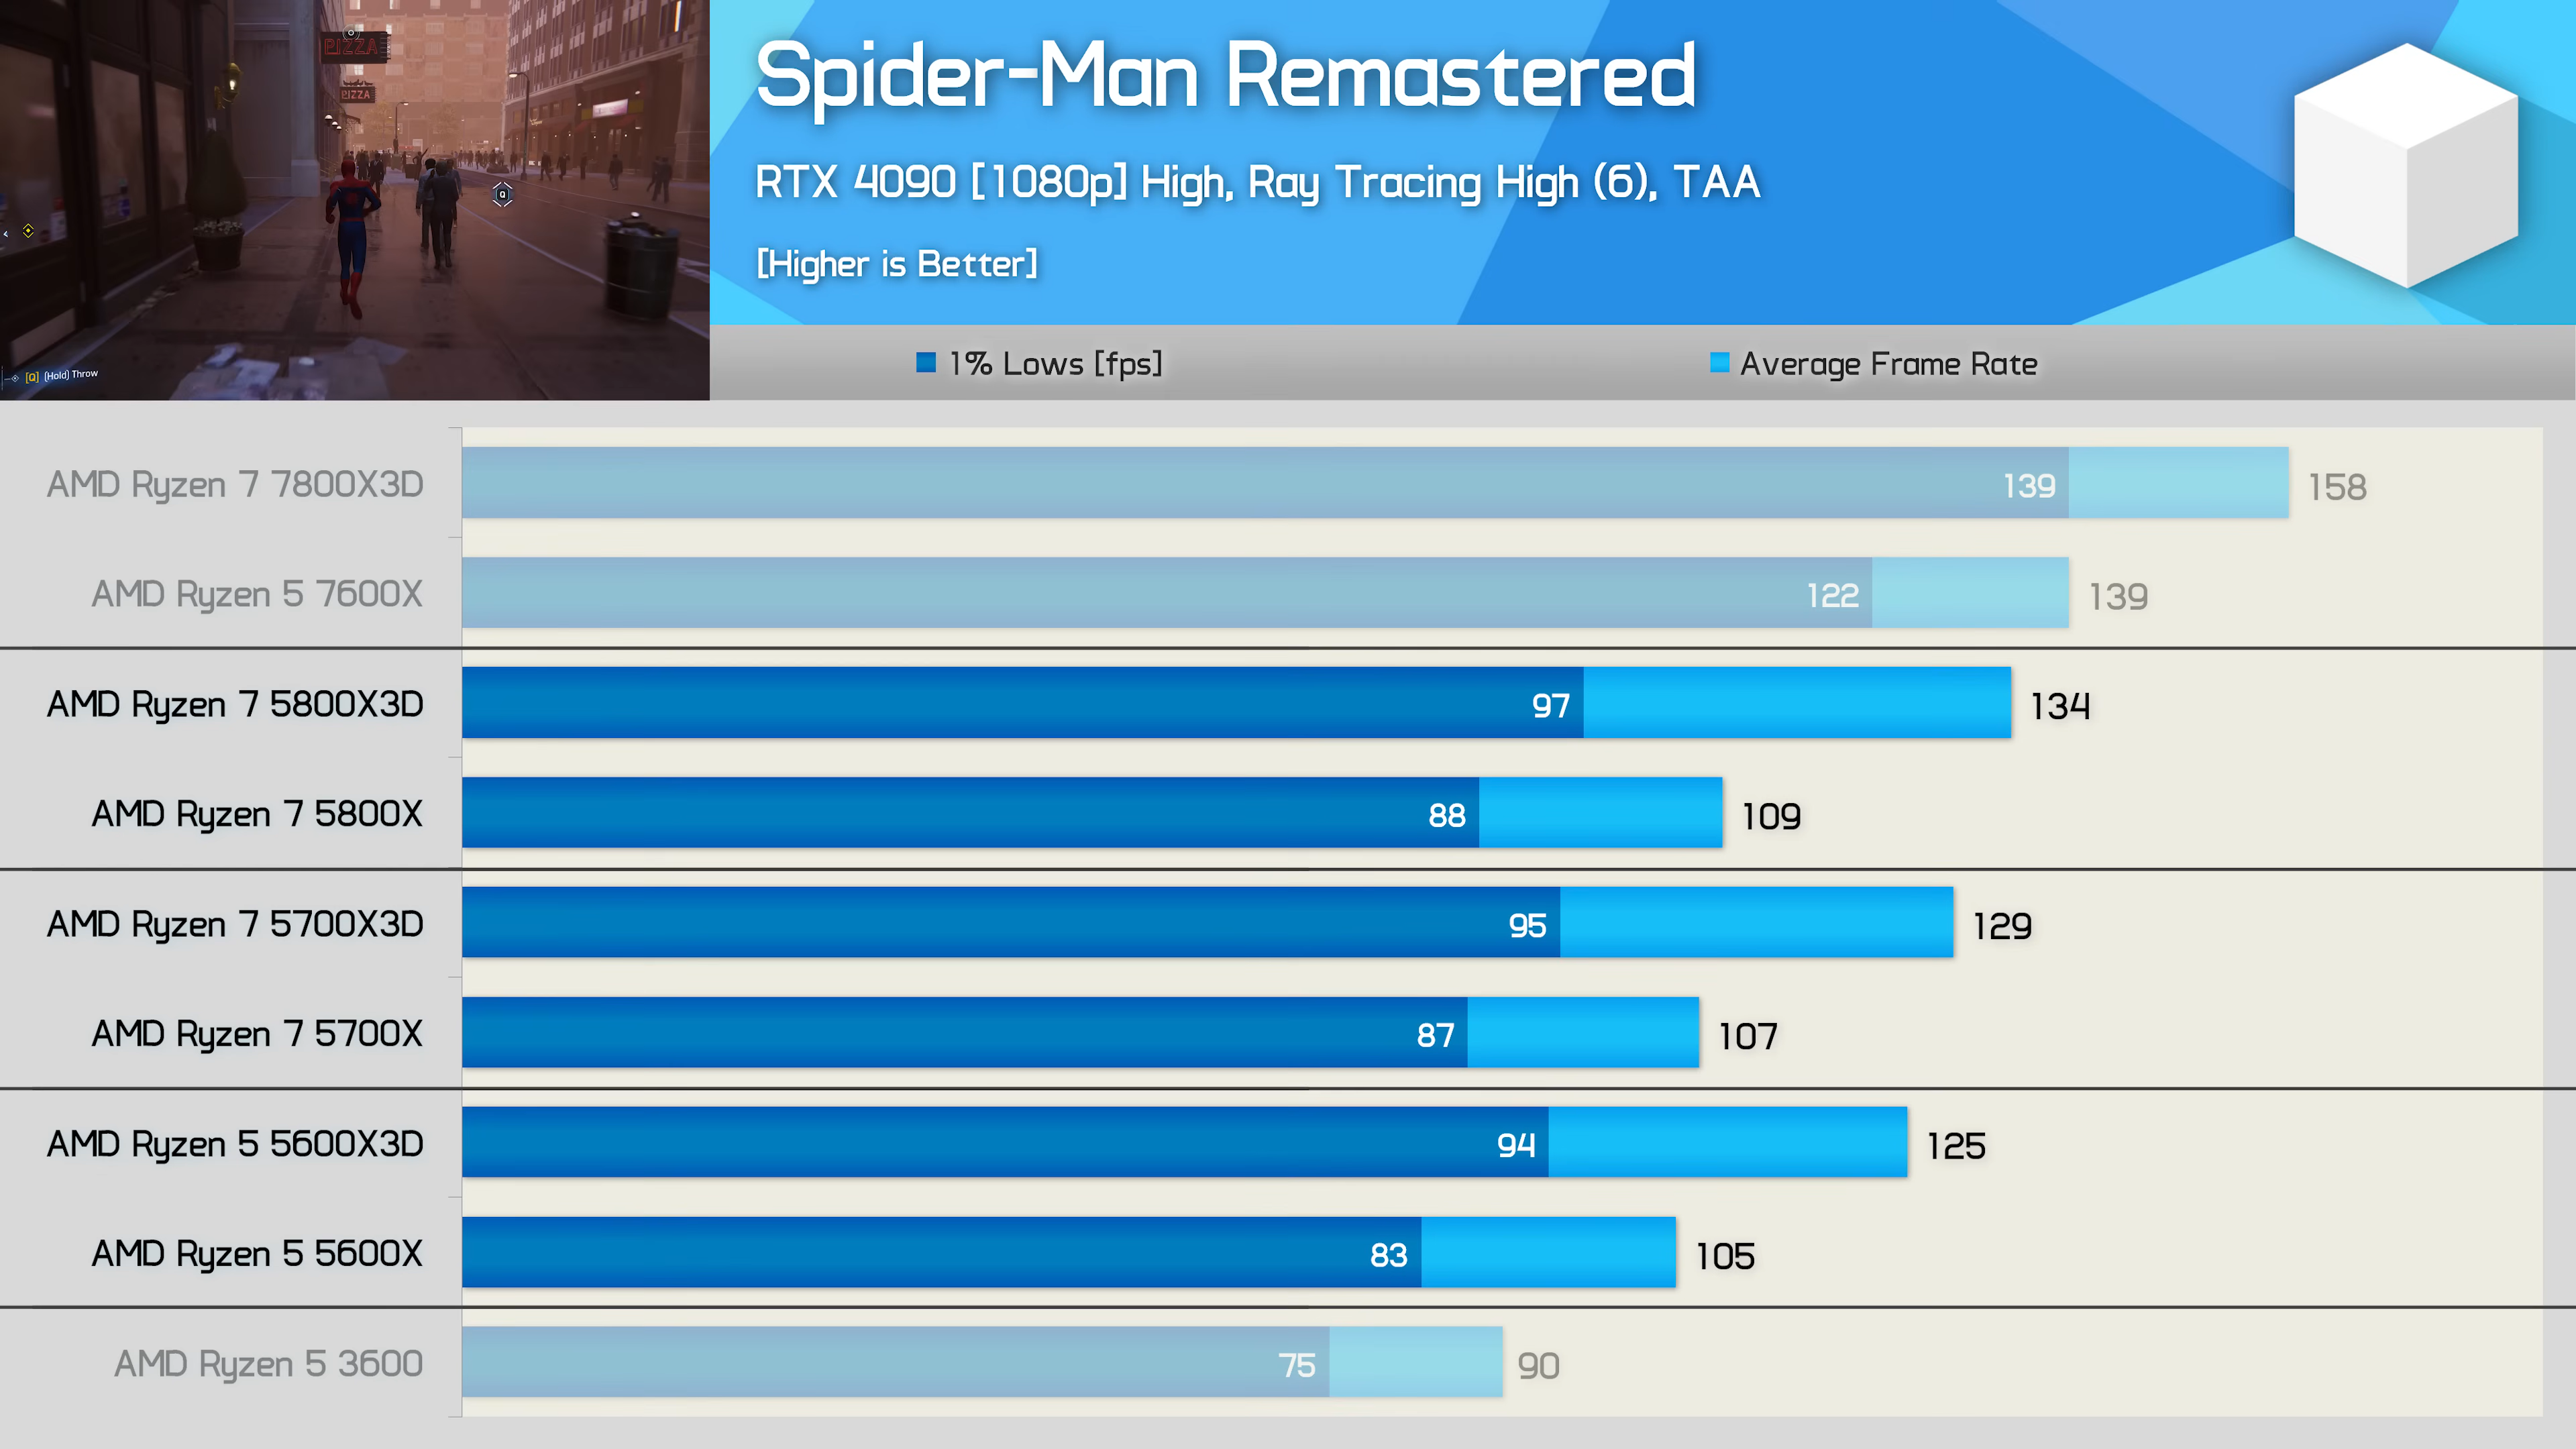 PIZZA
PIZZA
Q
[Q] (Hold) Throw
Spider-Man Remastered
RTX 4090 [1080p] High, Ray Tracing High (6), TAA
[Higher is Better]
1% Lows [fps]
Average Frame Rate
AMD Ryzen 7 7800X3D 139 158
AMD Ryzen 5 7600X 122 139
AMD Ryzen 7 5800X3D 97 134
AMD Ryzen 7 5800X 88 109
AMD Ryzen 7 5700X3D 95 129
AMD Ryzen 7 5700X 87 107
AMD Ryzen 5 5600X3D 94 125
AMD Ryzen 5 5600X 83 105
AMD Ryzen 5 3600 75 90